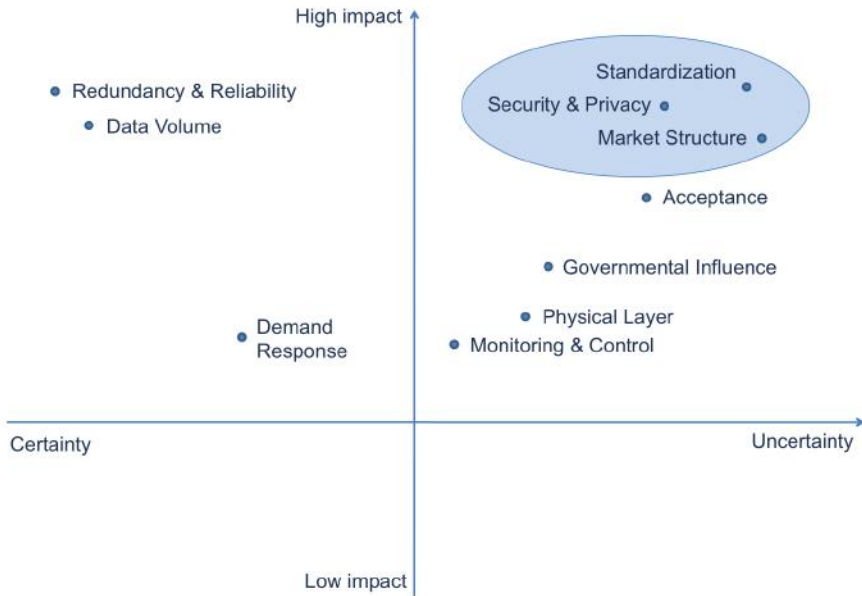 High impact
Standardization
Redundancy & Reliability
Security & Privacy
Data Volume
Market Structure
Acceptance
Governmental Influence
Physical Layer
Demand
Response
Monitoring & Control
Certainty
Uncertainty
Low impact